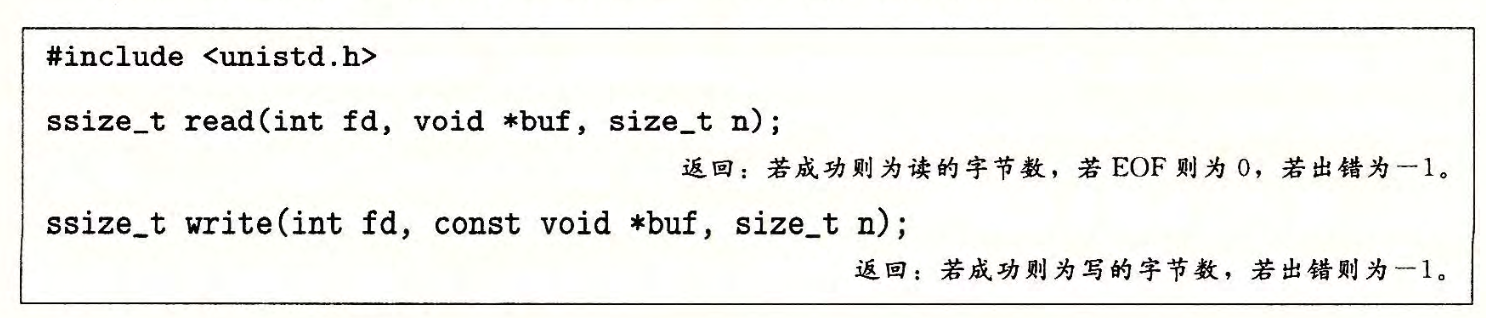 #include <unistd.h>
ssize_t read(int fd, void *buf, size_t n);
返回：若成功则为读的字节数，若 EOF 则为 0，若出错为－1。
ssize_t write(int fd, const void *buf, size_t n);
返回：若成功则为写的字节数，若出错则为－1。